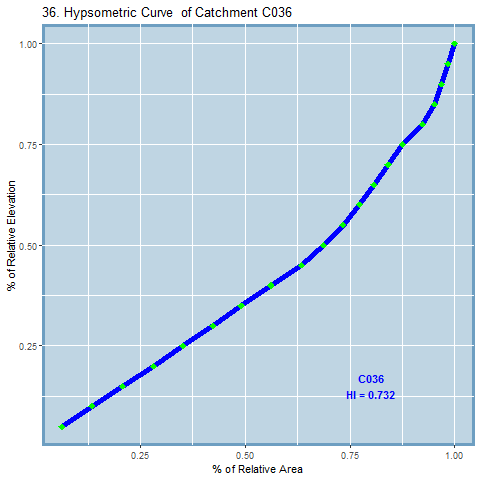 36. Hypsometric Curve  of Catchment C036
% of Relative Elevation
1.00
0.75
0.50
0.25
C036
HI = 0.732
0.25
0.50
0.75
1.00
% of Relative Area